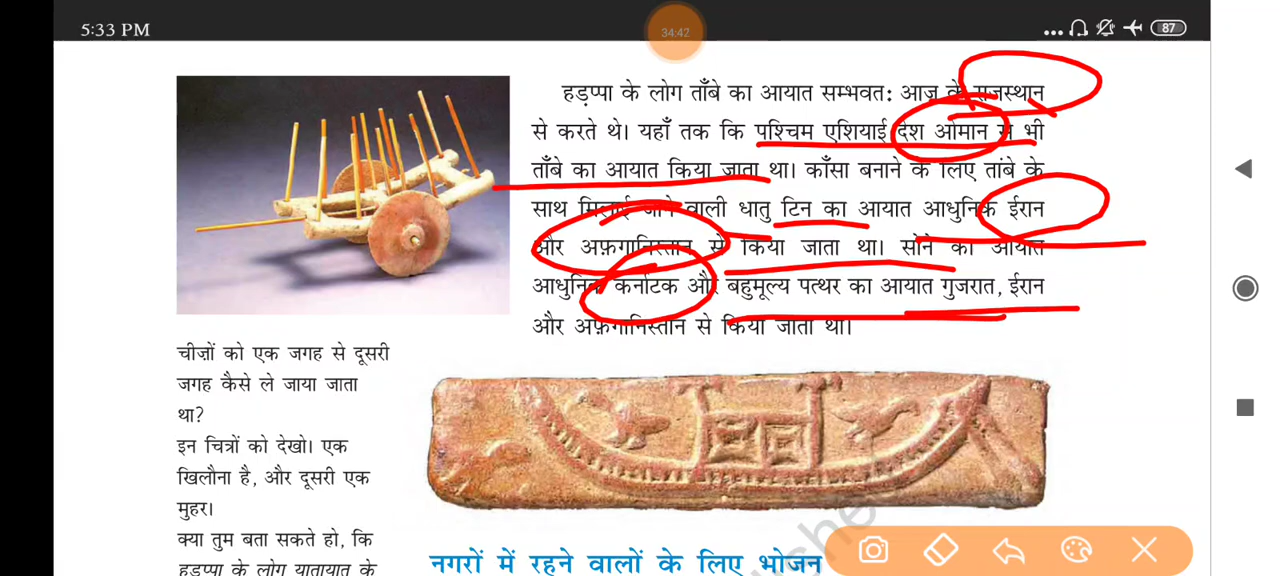 5:33 PM
34:42
87
हड़प्पा के लोग ताँबे का आयात सम्भवत: आज के राजस्थान
से करते थे। यहाँ तक कि पश्चिम एशियाई देश ओमान से भी
ताँबे का आयात किया जाता था। काँसा बनाने के लिए तांबे के
साथ मिलाई जाने वाली धातु टिन का आयात आधुनिक ईरान
और अफ़गानिस्तान से किया जाता था। सोने का आयात
आधुनिक कर्नाटक और बहुमूल्य पत्थर का आयात गुजरात, ईरान
और अफ़गानिस्तान से किया जाता था।
चीज़ों को एक जगह से दूसरी
जगह कैसे ले जाया जाता
था?
इन चित्रों को देखो। एक
खिलौना है, और दूसरी एक
मुहर।
क्या तुम बता सकते हो, कि
हड़प्पा के लोग यातायात के
नगरों में रहने वालों के लिए भोजन